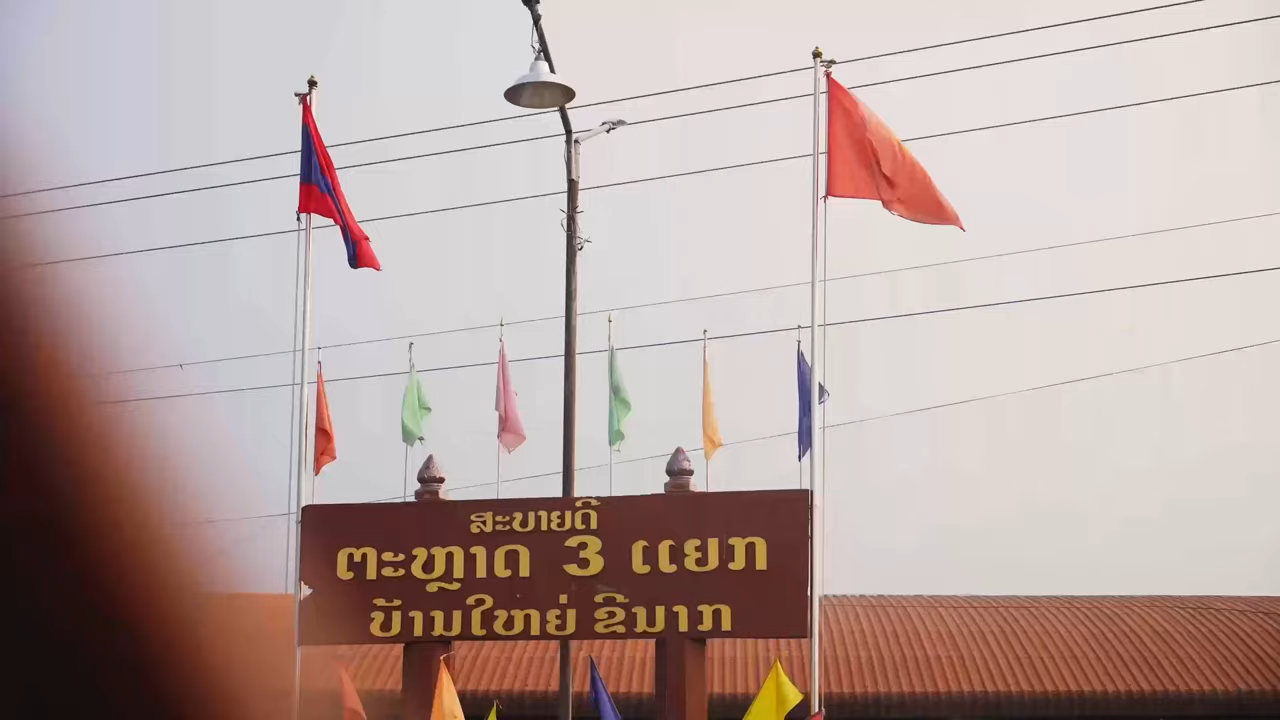 ສະບາຍດີ
ຕະຫຼາດ 3 ແຍກ
ບ້ານໃຫຍ່ ຂີນາກ